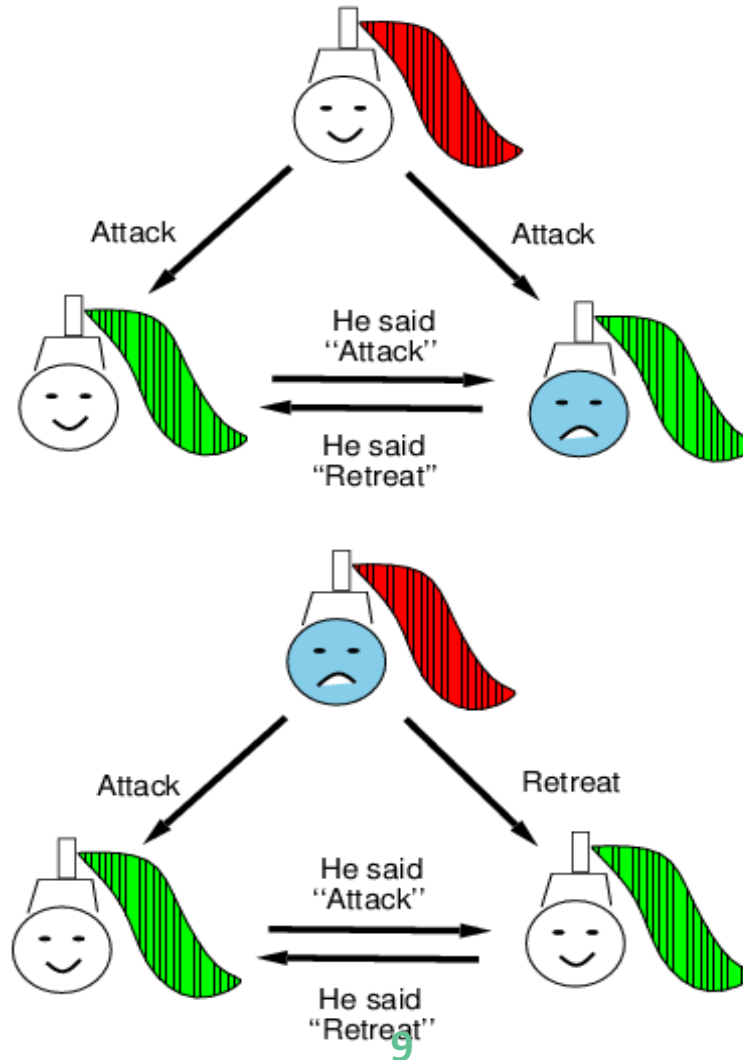 Attack
Attack
He said
‘‘Attack’’
He said
“Retreat”
Attack
Retreat
He said
‘‘Attack’’
He said
“Retreat’’
9